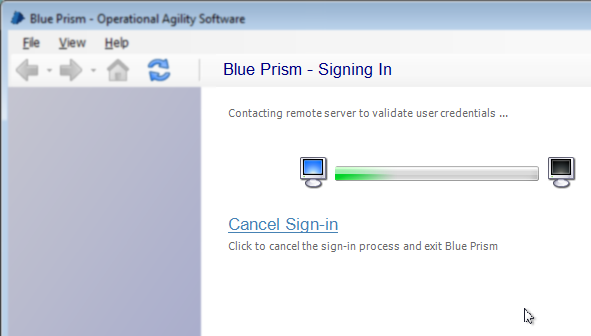 Blue Prism - Operational Agility Software
File View Help
Blue Prism - Signing In
Contacting remote server to validate user credentials ...
Cancel Sign-in
Click to cancel the sign-in process and exit Blue Prism